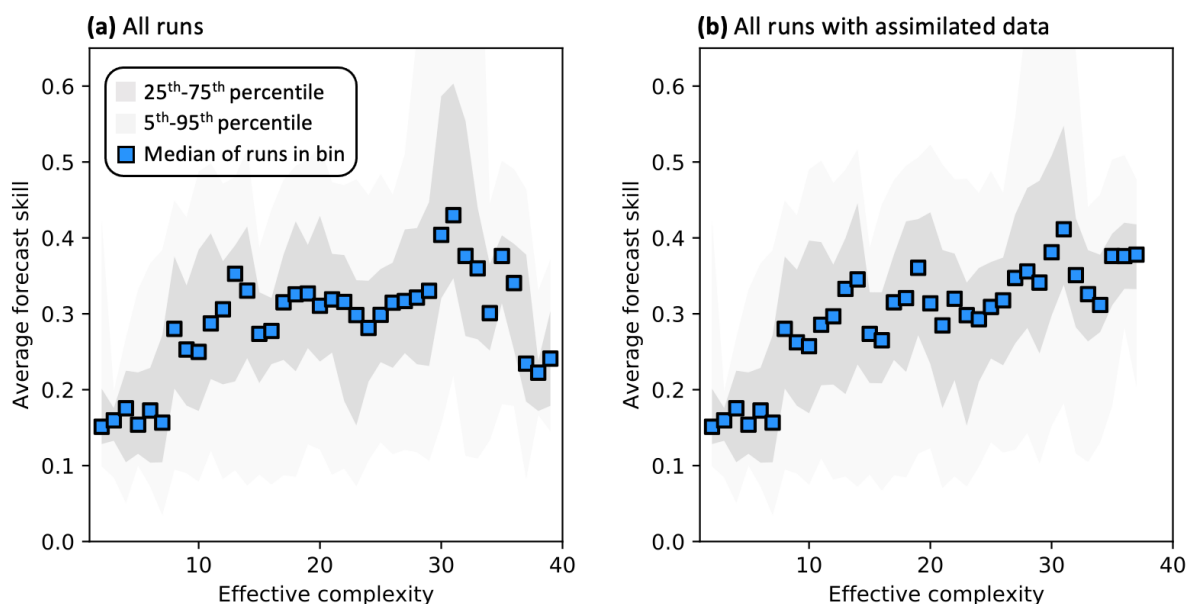 (a) All runs
25th-75th percentile
5th-95th percentile
Median of runs in bin
Average forecast skill
0.6
0.5
0.4
0.3
0.2
0.1
0.0
10
20
30
40
Effective complexity
(b) All runs with assimilated data
Average forecast skill
0.6
0.5
0.4
0.3
0.2
0.1
0.0
10
20
30
40
Effective complexity